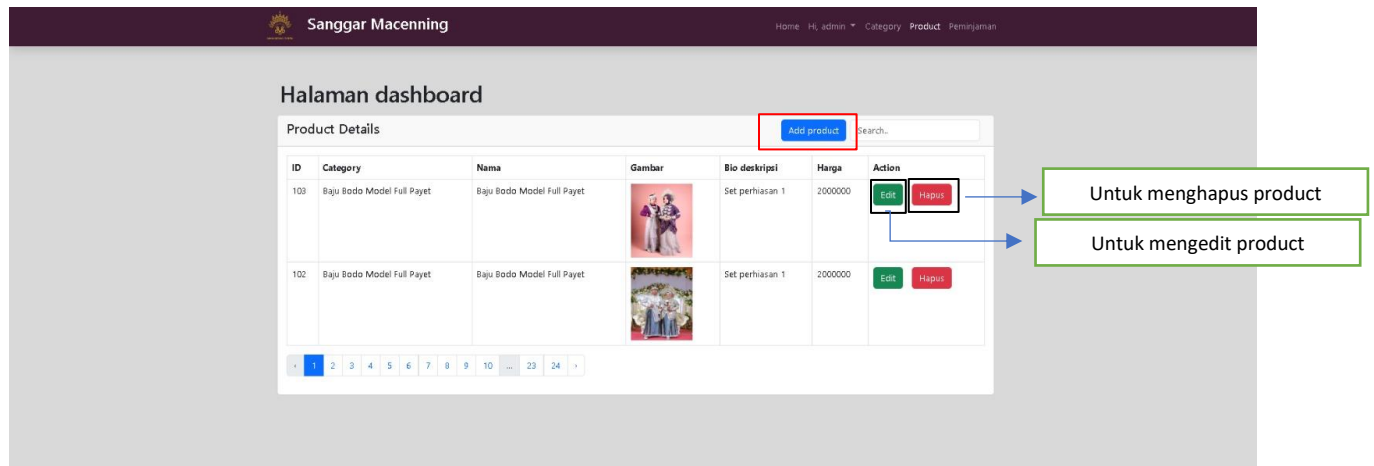 Sanggar Macenning
Home Hi, admin Category Product Peminjaman
Halaman dashboard
Product Details
Add product Search..
ID Category Nama Gambar Bio deskripsi Harga Action
103 Baju Bodo Model Full Payet Baju Bodo Model Full Payet Set perhiasan 1 2000000 Edit Hapus
Untuk menghapus product
Untuk mengedit product
102 Baju Bodo Model Full Payet Baju Bodo Model Full Payet Set perhiasan 1 2000000 Edit Hapus
‹ 1 2 3 4 5 6 7 8 9 10 ... 23 24 ›